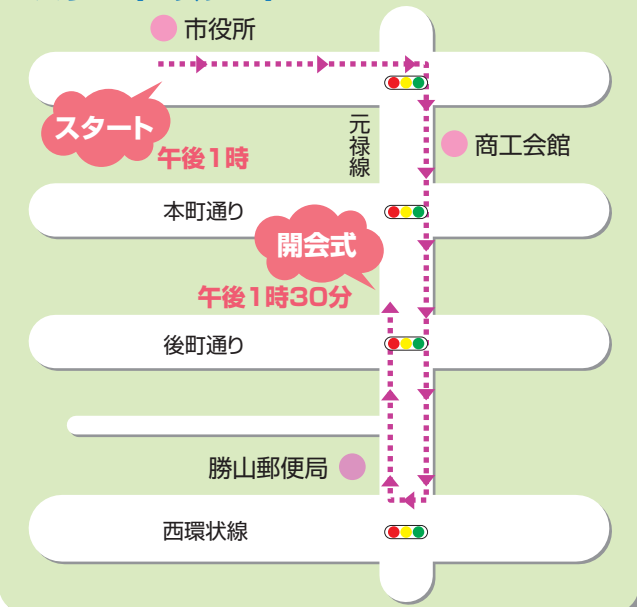 市役所
スタート
午後1時
元禄線
商工会館
本町通り
開会式
午後1時30分
後町通り
勝山郵便局
西環状線